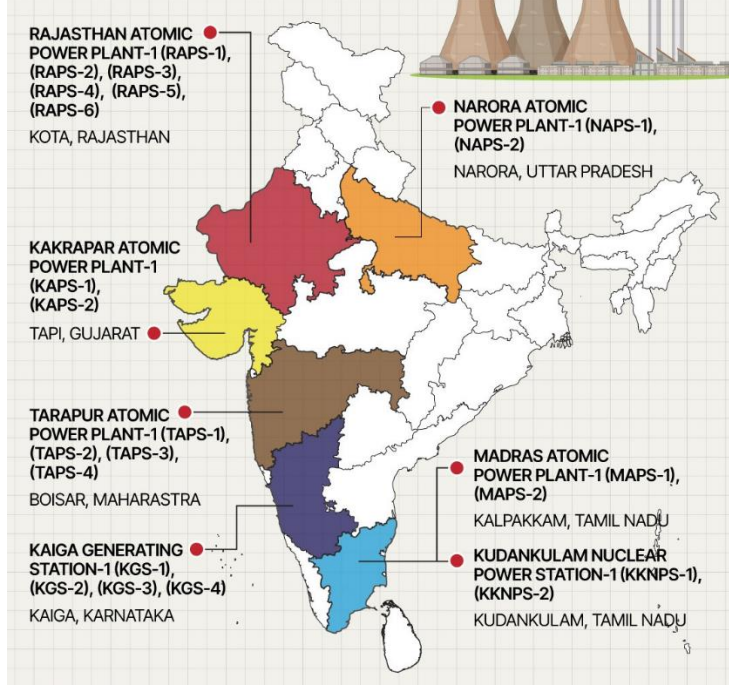 RAJASTHAN ATOMIC
POWER PLANT-1 (RAPS-1),
(RAPS-2), (RAPS-3),
(RAPS-4), (RAPS-5),
(RAPS-6)
KOTA, RAJASTHAN
NARORA ATOMIC
POWER PLANT-1 (NAPS-1),
(NAPS-2)
NARORA, UTTAR PRADESH
KAKRAPAR ATOMIC
POWER PLANT-1
(KAPS-1),
(KAPS-2)
TAPI, GUJARAT
TARAPUR ATOMIC
POWER PLANT-1 (TAPS-1),
(TAPS-2), (TAPS-3),
(TAPS-4)
BOISAR, MAHARASTRA
MADRAS ATOMIC
POWER PLANT-1 (MAPS-1),
(MAPS-2)
KALPAKKAM, TAMIL NADU
KAIGA GENERATING
STATION-1 (KGS-1),
(KGS-2), (KGS-3), (KGS-4)
KAIGA, KARNATAKA
KUDANKULAM NUCLEAR
POWER STATION-1 (KKNPS-1),
(KKNPS-2)
KUDANKULAM, TAMIL NADU